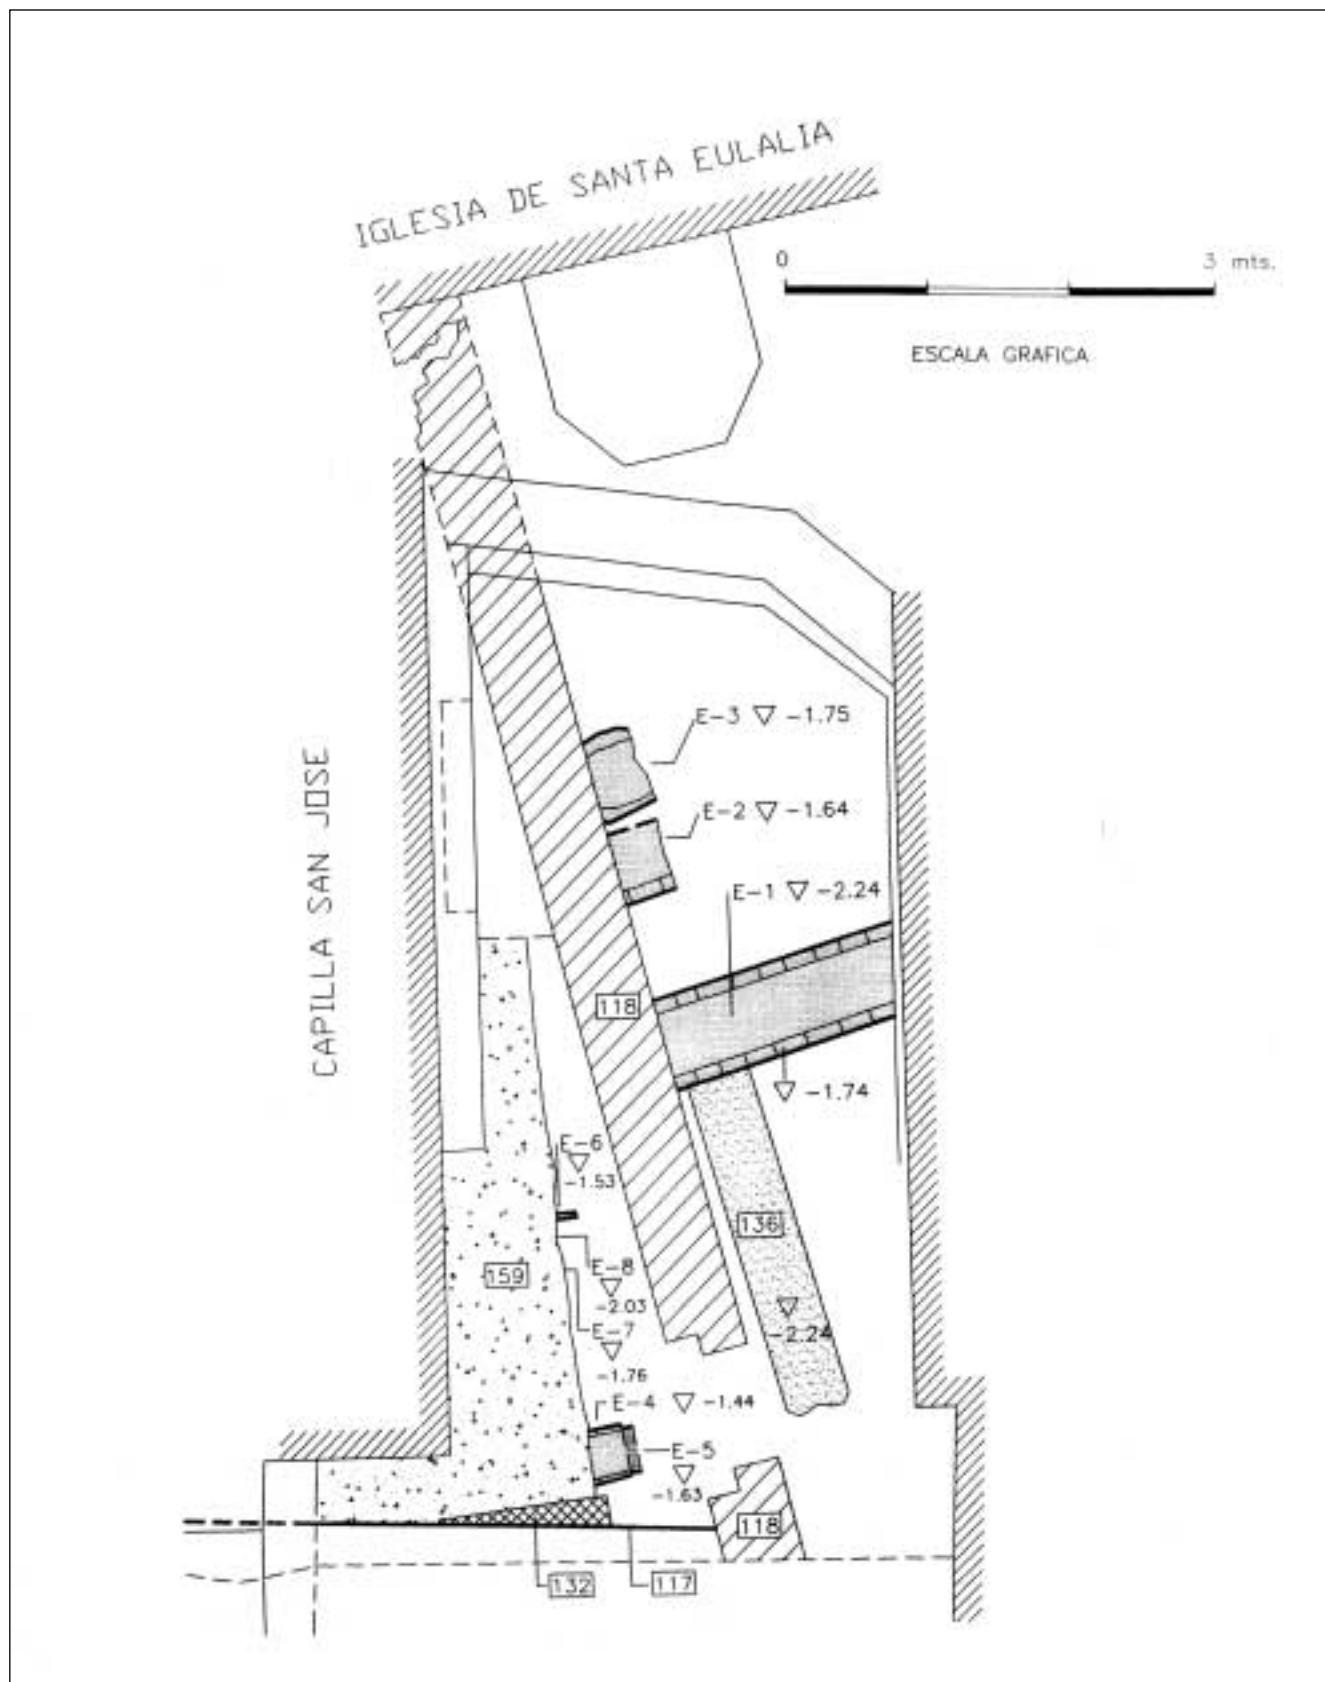 IGLESIA DE SANTA EULALIA
0 3 mts.
ESCALA GRAFICA
CAPILLA SAN JOSE
E-3 ▽ -1.75
E-2 ▽ -1.64
E-1 ▽ -2.24
118
▽ -1.74
E-6
▽
-1.53
136
159
E-8
▽
-2.03
▽
-2.24
E-7
▽
-1.76
E-4 ▽ -1.44
E-5
▽
-1.63
118
132
117